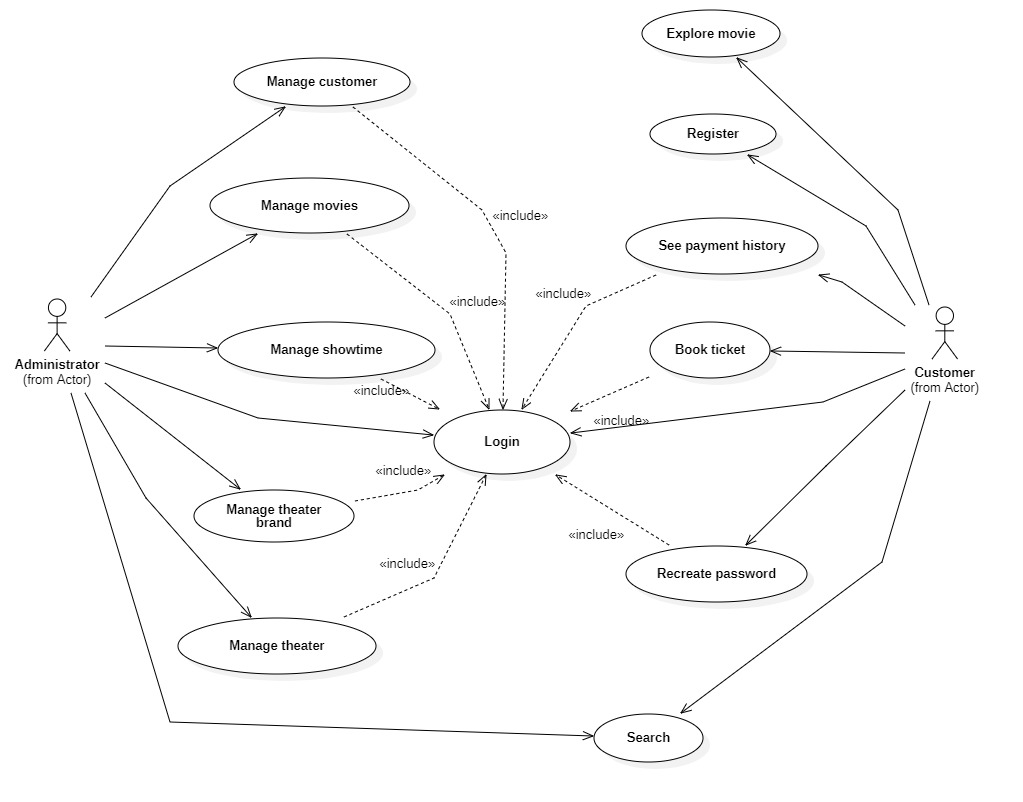 Explore movie
Manage customer
Register
Manage movies
«include»
See payment history
«include»
«include»
Manage showtime
Book ticket
Administrator
(from Actor)
Customer
(from Actor)
«include»
«include»
Login
«include»
Manage theater
brand
«include»
«include»
Recreate password
Manage theater
Search